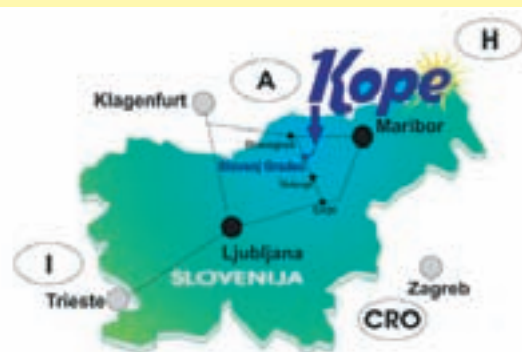 H
A
Kope
Klagenfurt
Maribor
Slovenj Gradec
Ljubljana
I
SLOVENIJA
Trieste
Zagreb
CRO